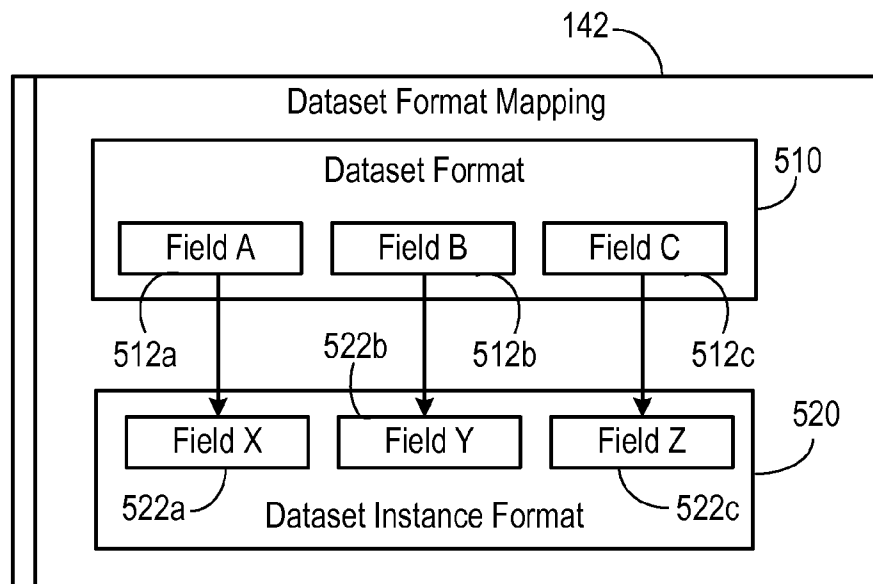 142
Dataset Format Mapping
510
Dataset Format
Field A
Field B
Field C
512a
522b
512b
512c
520
Field X
Field Y
Field Z
522a
Dataset Instance Format
522c